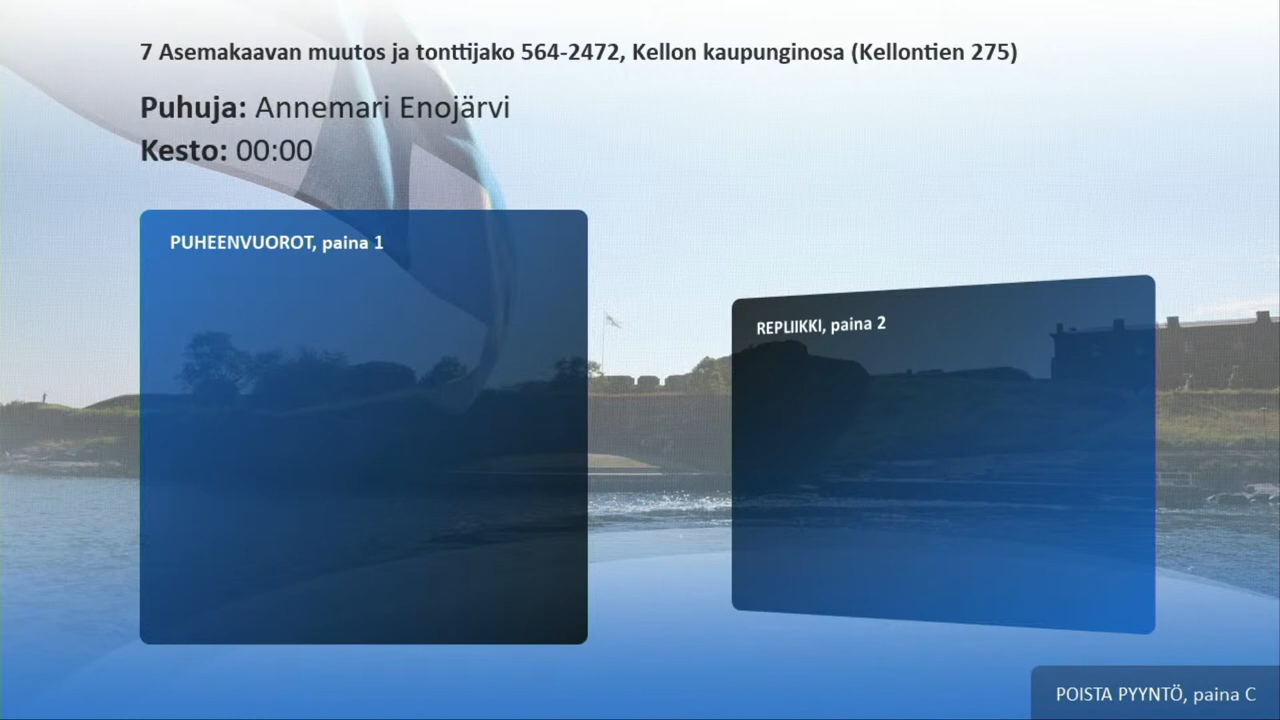 7 Asemakaavan muutos ja tonttijako 564-2472, Kellon kaupunginosa (Kellontien 275)
Puhuja: Annemari Enojärvi
Kesto: 00:00
PUHEENVUOROT, paina 1
REPLIIKKI, paina 2
POISTA PYYNTÖ, paina C